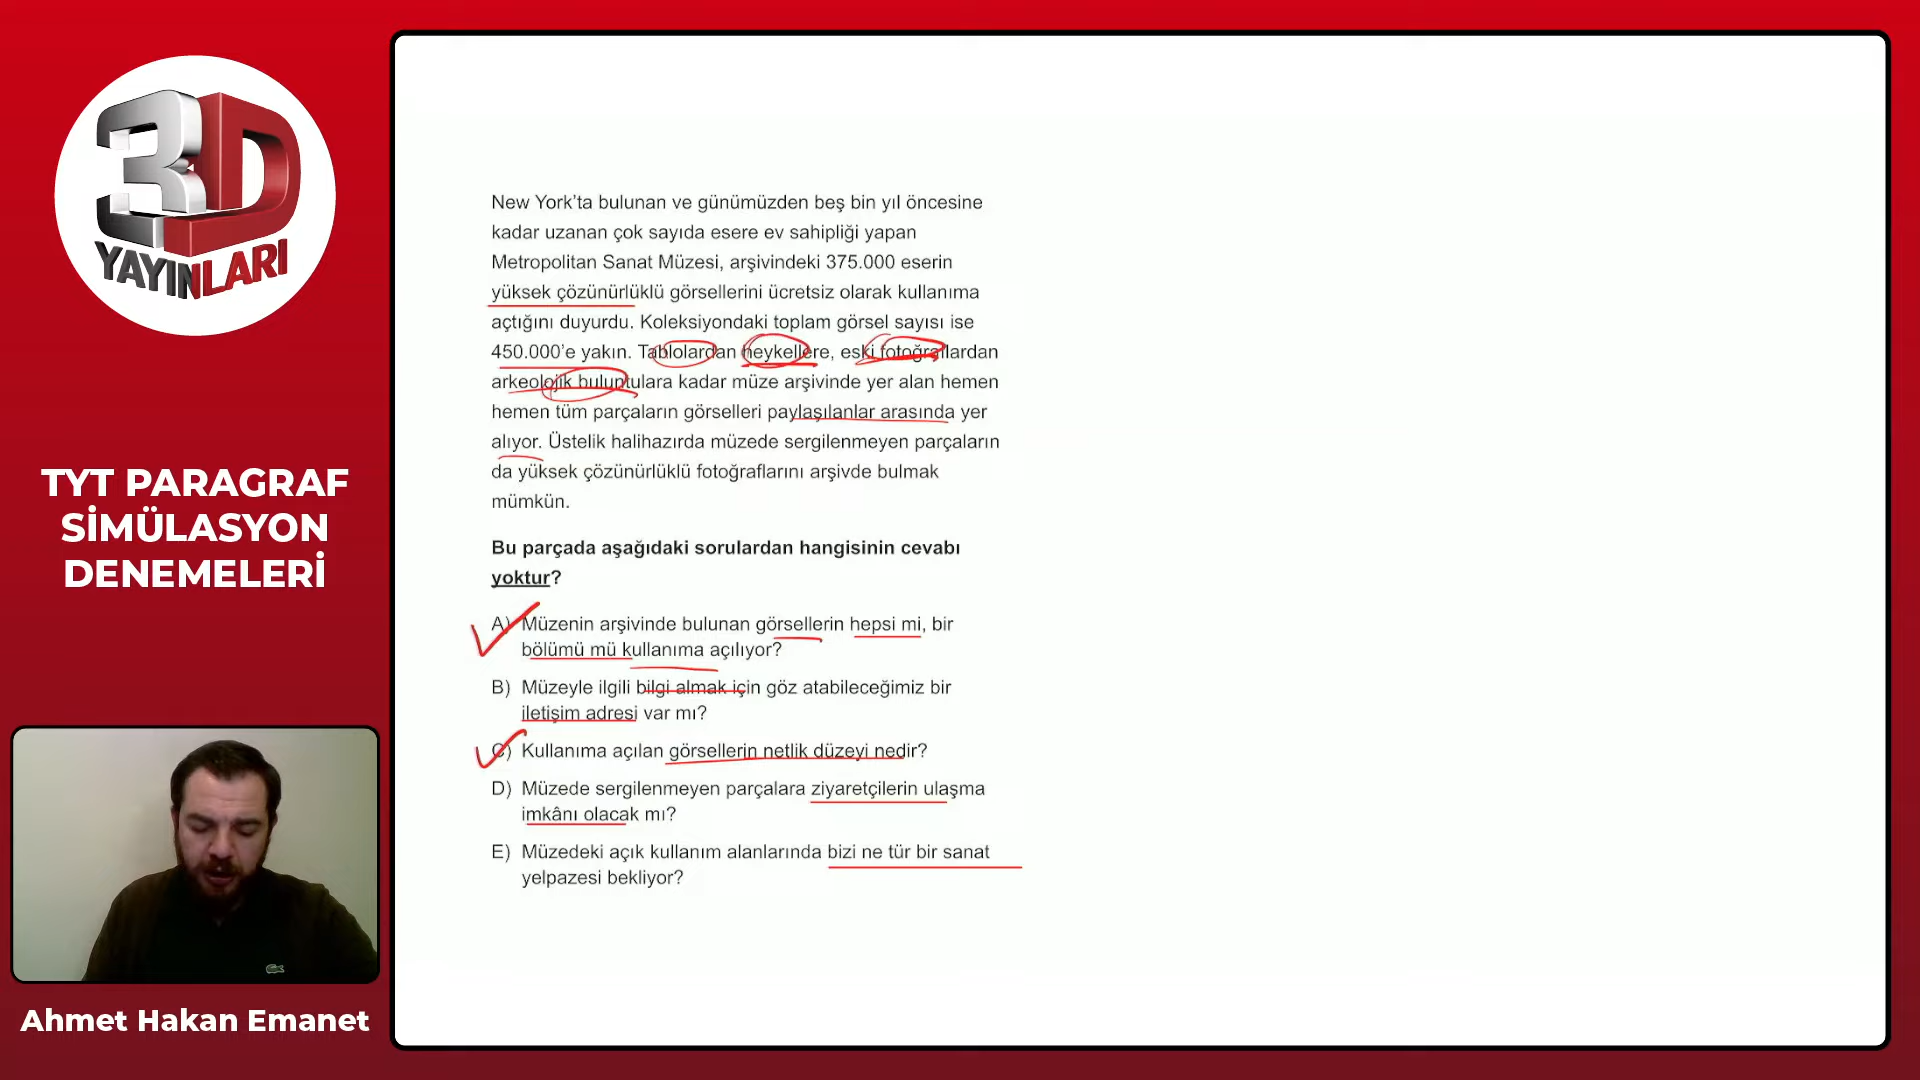 3D
YAYINLARI
TYT PARAGRAF
SİMÜLASYON
DENEMELERİ
Ahmet Hakan Emanet
New York'ta bulunan ve günümüzden beş bin yıl öncesine
kadar uzanan çok sayıda esere ev sahipliği yapan
Metropolitan Sanat Müzesi, arşivindeki 375.000 eserin
yüksek çözünürlüklü görsellerini ücretsiz olarak kullanıma
açtığını duyurdu. Koleksiyondaki toplam görsel sayısı ise
450.000'e yakın. Tablolardan heykellere, eski fotoğraflardan
arkeolojik buluntulara kadar müze arşivinde yer alan hemen
hemen tüm parçaların görselleri paylaşılanlar arasında yer
alıyor. Üstelik halihazırda müzede sergilenmeyen parçaların
da yüksek çözünürlüklü fotoğraflarını arşivde bulmak
mümkün.
Bu parçada aşağıdaki sorulardan hangisinin cevabı
yoktur?
A) Müzenin arşivinde bulunan görsellerin hepsi mi, bir
bölümü mü kullanıma açılıyor?
B) Müzeyle ilgili bilgi almak için göz atabileceğimiz bir
iletişim adresi var mı?
C) Kullanıma açılan görsellerin netlik düzeyi nedir?
D) Müzede sergilenmeyen parçalara ziyaretçilerin ulaşma
imkânı olacak mı?
E) Müzedeki açık kullanım alanlarında bizi ne tür bir sanat
yelpazesi bekliyor?